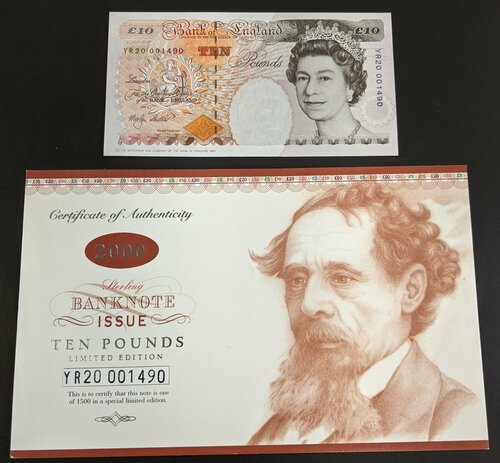 £10 Bank of England £10
YR20 001490 TEN
Pounds
YR20 001490
Certificate of Authenticity
2000
Sterling
BANKNOTE
ISSUE
TEN POUNDS
LIMITED EDITION
YR20 001490
This is to certify that this note is one
of 1500 in a special limited edition.